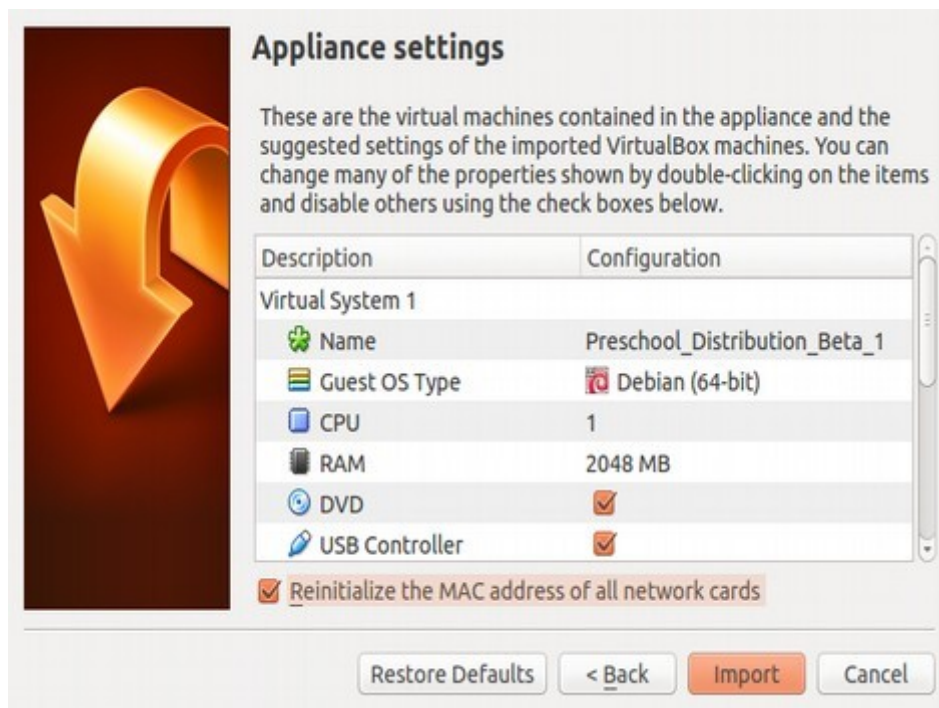 Appliance settings
These are the virtual machines contained in the appliance and the
suggested settings of the imported VirtualBox machines. You can
change many of the properties shown by double-clicking on the items
and disable others using the check boxes below.
Description Configuration
Virtual System 1
Name Preschool_Distribution_Beta_1
Guest OS Type Debian (64-bit)
CPU 1
RAM 2048 MB
DVD
USB Controller
Reinitialize the MAC address of all network cards
Restore Defaults < Back Import Cancel